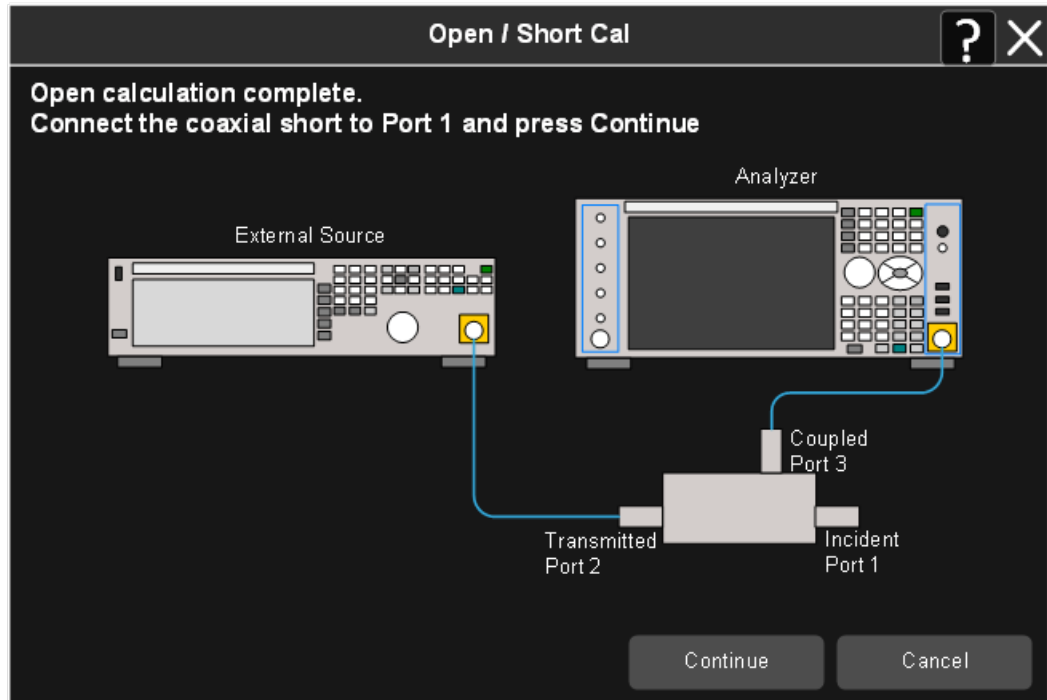 Open / Short Cal
?
Open calculation complete.
Connect the coaxial short to Port 1 and press Continue
Analyzer
External Source
Coupled
Port 3
Transmitted
Port 2
Incident
Port 1
Continue
Cancel